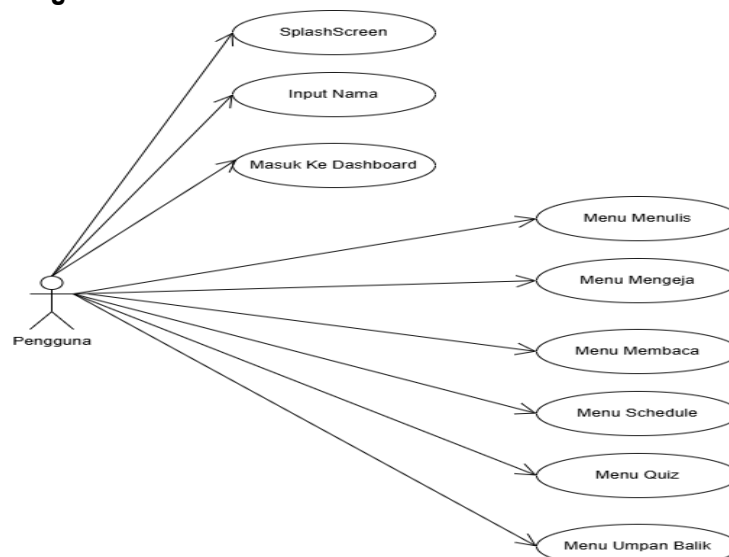 SplashScreen
Input Nama
Masuk Ke Dashboard
Menu Menulis
Menu Mengeja
Menu Membaca
Menu Schedule
Menu Quiz
Menu Umpan Balik
Pengguna